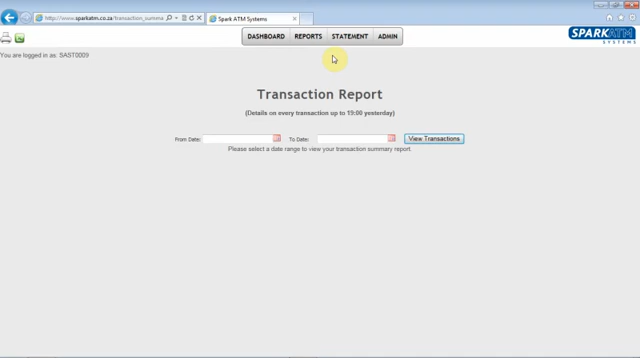 http://www.sparkatm.co.za/transaction_summa
Spark ATM Systems
DASHBOARD REPORTS STATEMENT ADMIN
SPARKATM
SYSTEMS
You are logged in as: SAST0009
Transaction Report
(Details on every transaction up to 19:00 yesterday)
From Date: To Date: View Transactions
Please select a date range to view your transaction summary report.